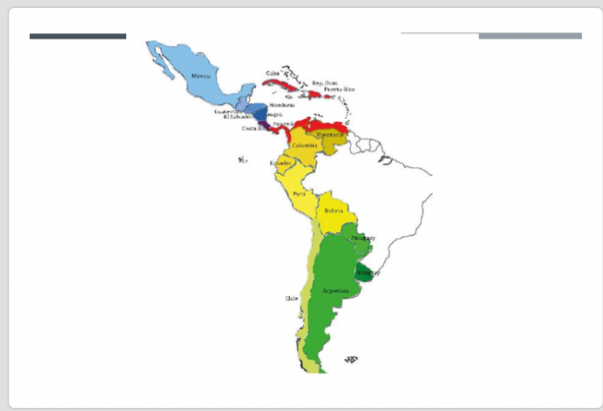 México
Cuba
Rep. Dom.
Puerto Rico
Honduras
Guatemala
El Salvador
Costa Rica
Panamá
Venezuela
Colombia
Ecuador
Perú
Bolivia
Paraguay
Uruguay
Chile
Argentina